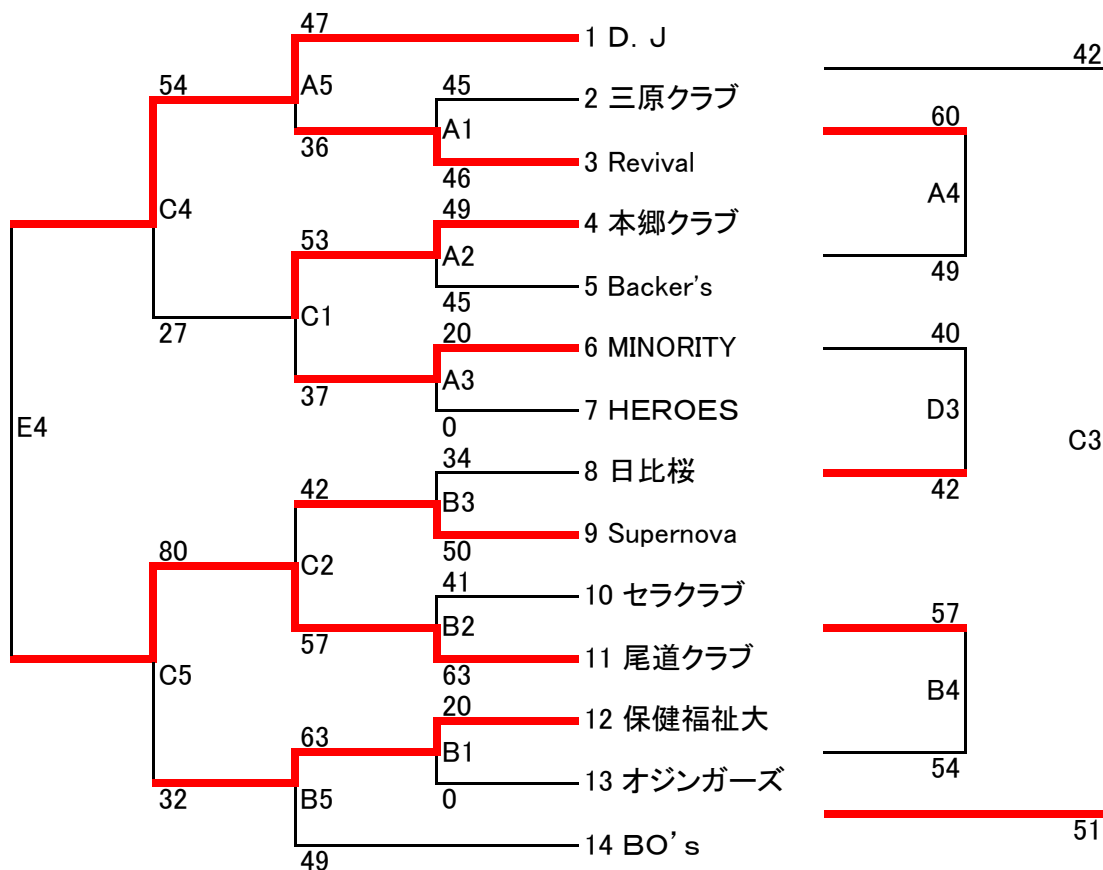 47
1 D. J
42
54
A5
45
2 三原クラブ
60
36
A1
3 Revival
46
A4
C4
49
4 本郷クラブ
53
A2
49
5 Backer's
45
27
C1
20
6 MINORITY
40
37
A3
7 HEROES
0
D3
E4
C3
34
8 日比桜
42
42
B3
9 Supernova
50
80
C2
41
10 セラクラブ
57
57
B2
11 尾道クラブ
63
C5
B4
20
12 保健福祉大
63
B1
54
13 オジンガーズ
0
32
B5
51
14 BO's
49